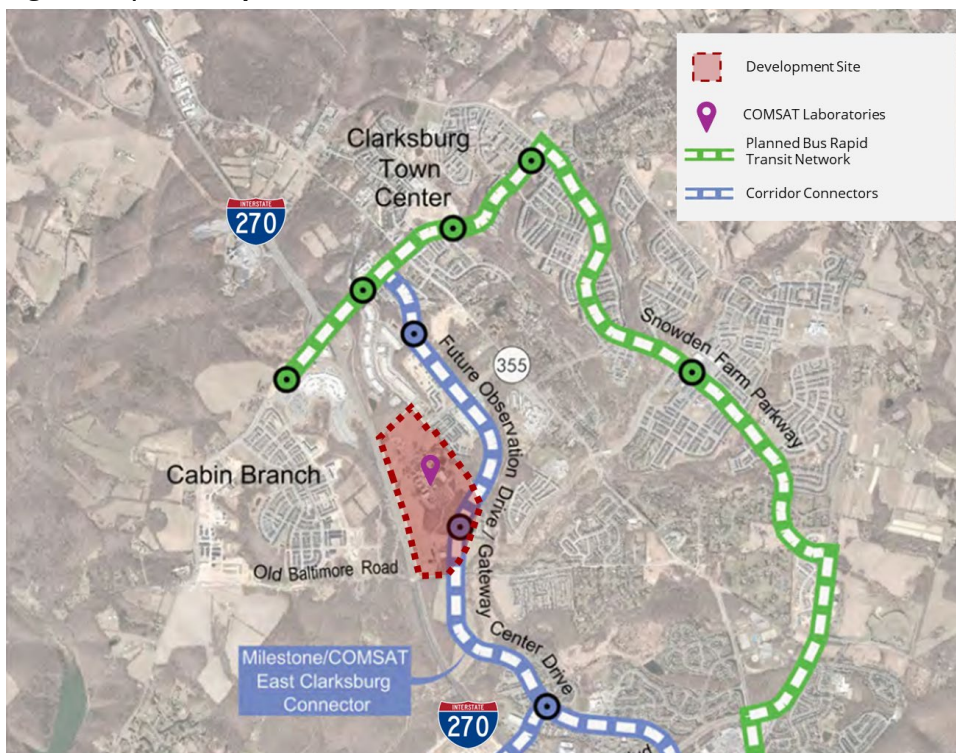 Development Site
COMSAT Laboratories
Planned Bus Rapid
Transit Network
Corridor Connectors
Clarksburg
Town
Center
INTERSTATE
270
355
Future Observation Drive / Gateway Center Drive
Snowden Farm Parkway
Cabin Branch
Old Baltimore Road
Milestone/COMSAT
East Clarksburg
Connector
INTERSTATE
270